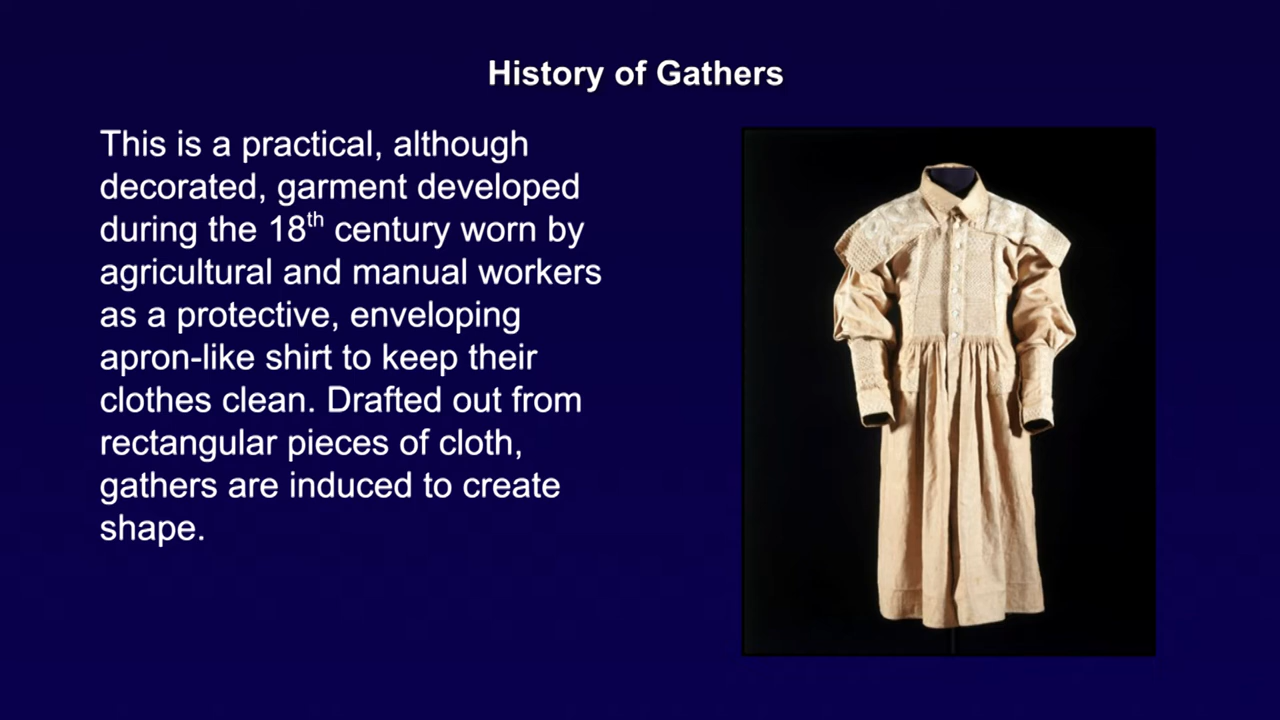 History of Gathers
This is a practical, although
decorated, garment developed
during the 18th century worn by
agricultural and manual workers
as a protective, enveloping
apron-like shirt to keep their
clothes clean. Drafted out from
rectangular pieces of cloth,
gathers are induced to create
shape.